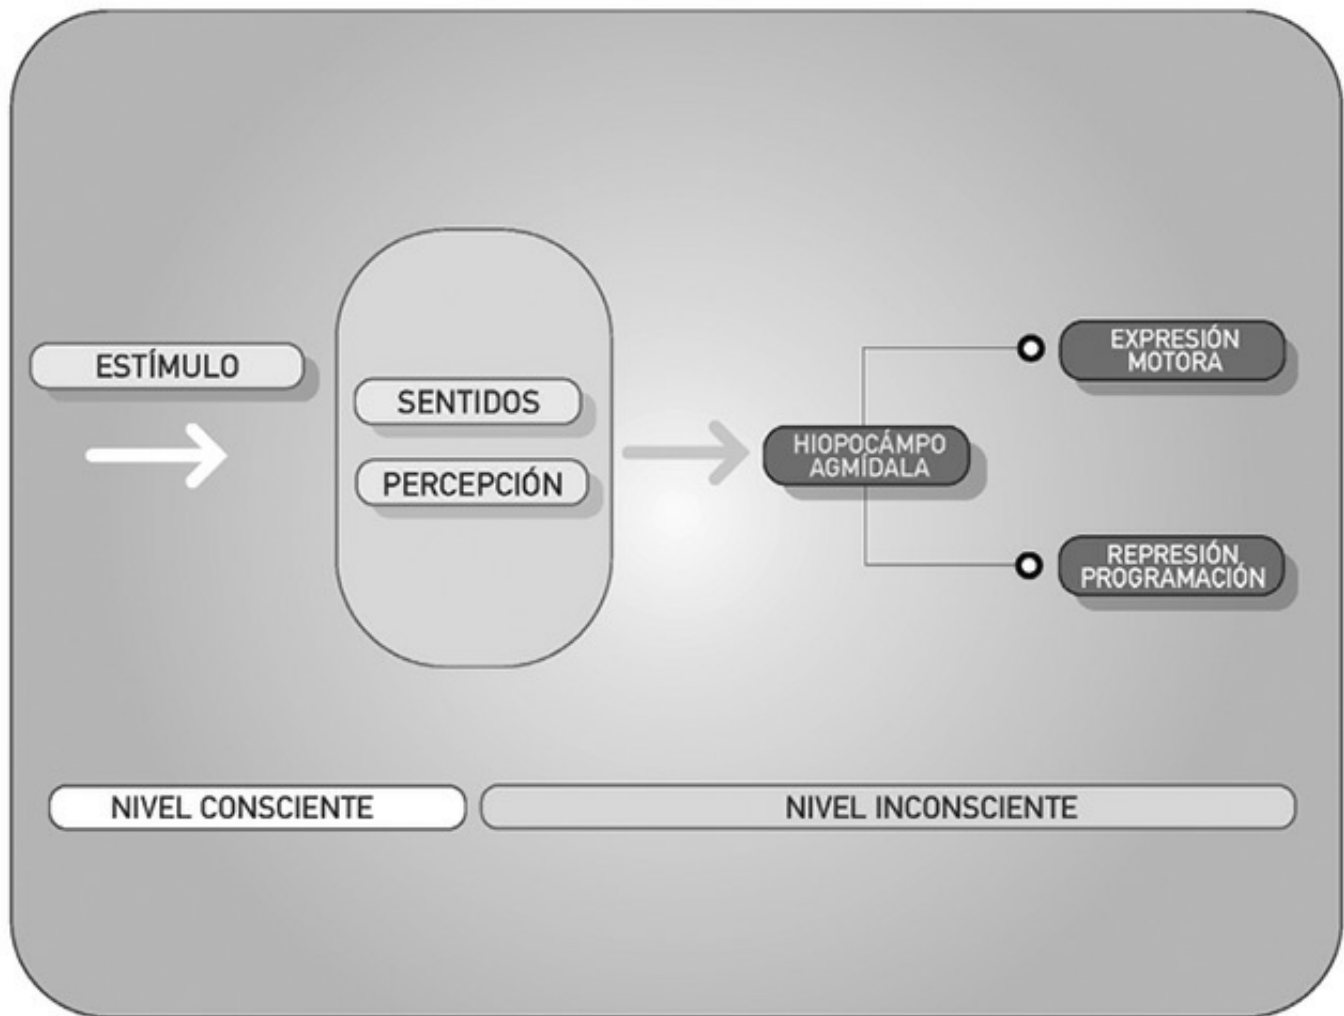 ESTÍMULO
SENTIDOS
PERCEPCIÓN
HIOPOCÁMPO
AGMÍDALA
EXPRESIÓN
MOTORA
REPRESIÓN,
PROGRAMACIÓN
NIVEL CONSCIENTE
NIVEL INCONSCIENTE